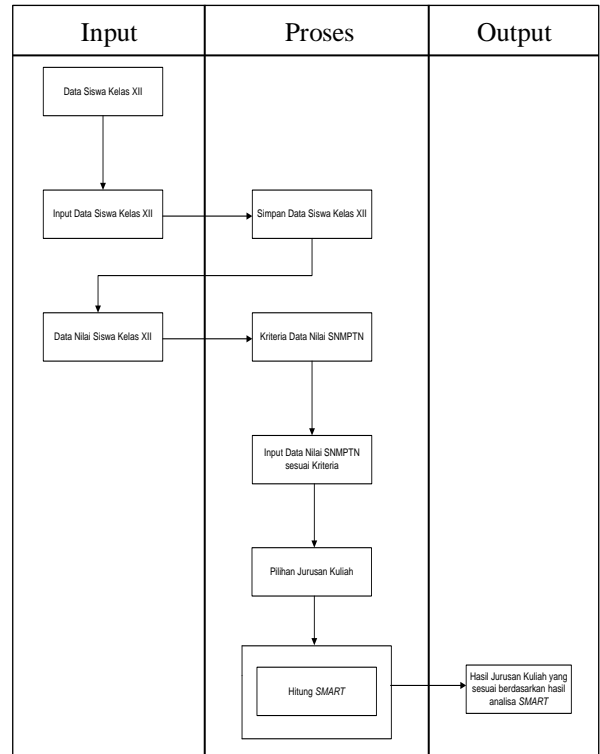 Input
Proses
Output
Data Siswa Kelas XII
Input Data Siswa Kelas XII
Simpan Data Siswa Kelas XII
Data Nilai Siswa Kelas XII
Kriteria Data Nilai SNMPTN
Input Data Nilai SNMPTN
sesuai Kriteria
Pilihan Jurusan Kuliah
Hitung SMART
Hasil Jurusan Kuliah yang
sesuai berdasarkan hasil
analisa SMART